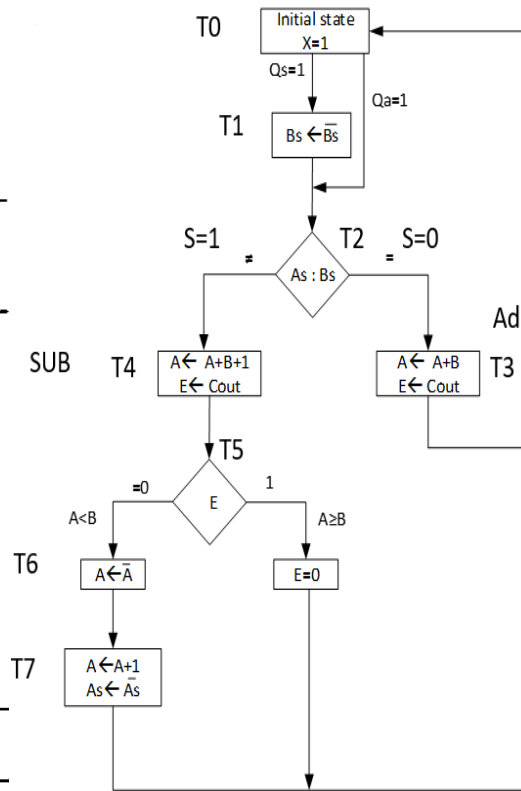 T0
Initial state
X=1
Qs=1
Qa=1
T1
Bs ← B̅s
S=1
T2
S=0
≠
=
As : Bs
Ad
SUB
T4
A ← A+B+1
E ← Cout
A ← A+B
E ← Cout
T3
T5
=0
1
E
A<B
A≥B
T6
A ← A̅
E=0
T7
A ← A+1
As ← A̅s